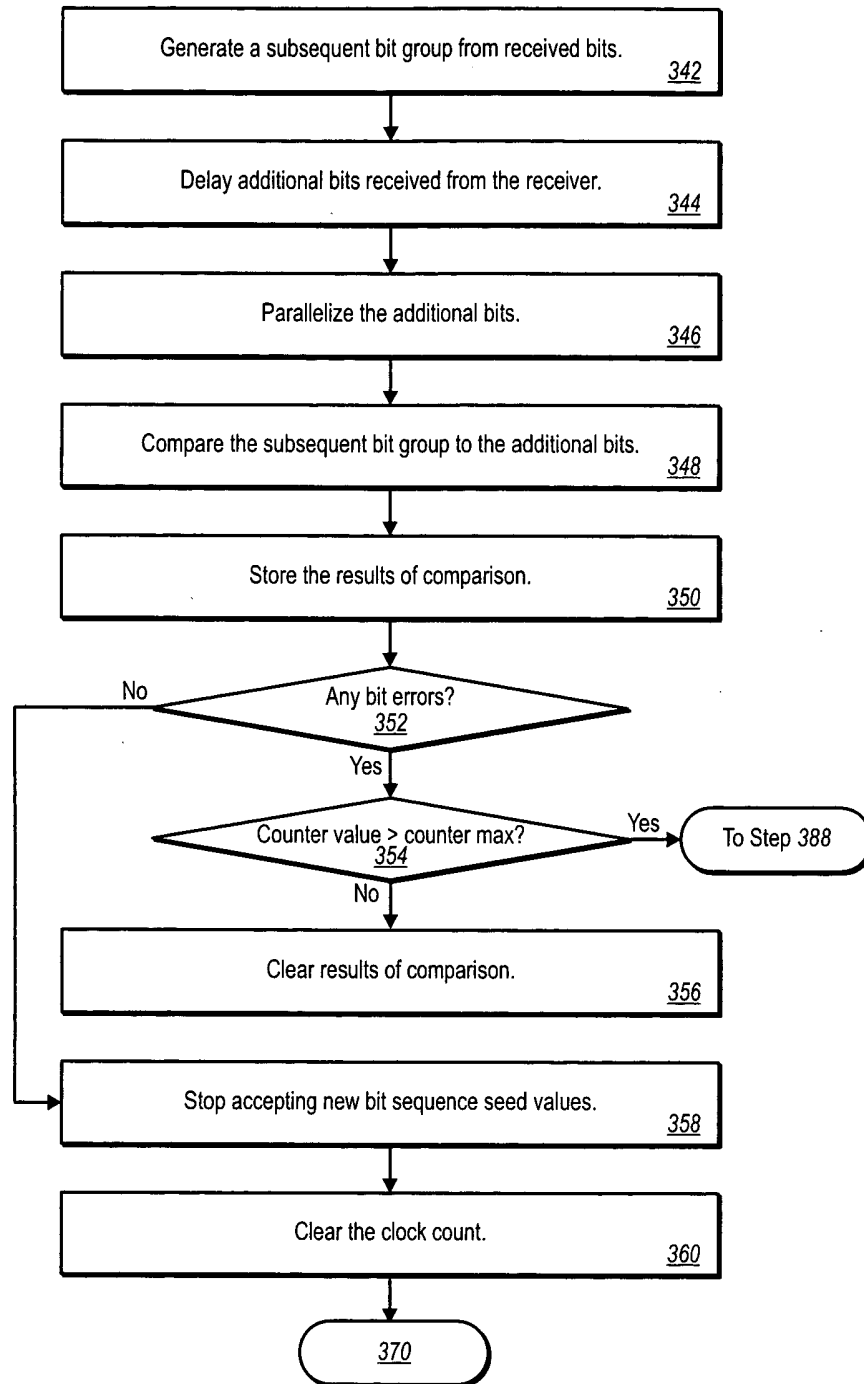 Generate a subsequent bit group from received bits.
342
Delay additional bits received from the receiver.
344
Parallelize the additional bits.
346
Compare the subsequent bit group to the additional bits.
348
Store the results of comparison.
350
No
Any bit errors?
352
Yes
Counter value > counter max?
354
Yes
To Step 388
No
Clear results of comparison.
356
Stop accepting new bit sequence seed values.
358
Clear the clock count.
360
370